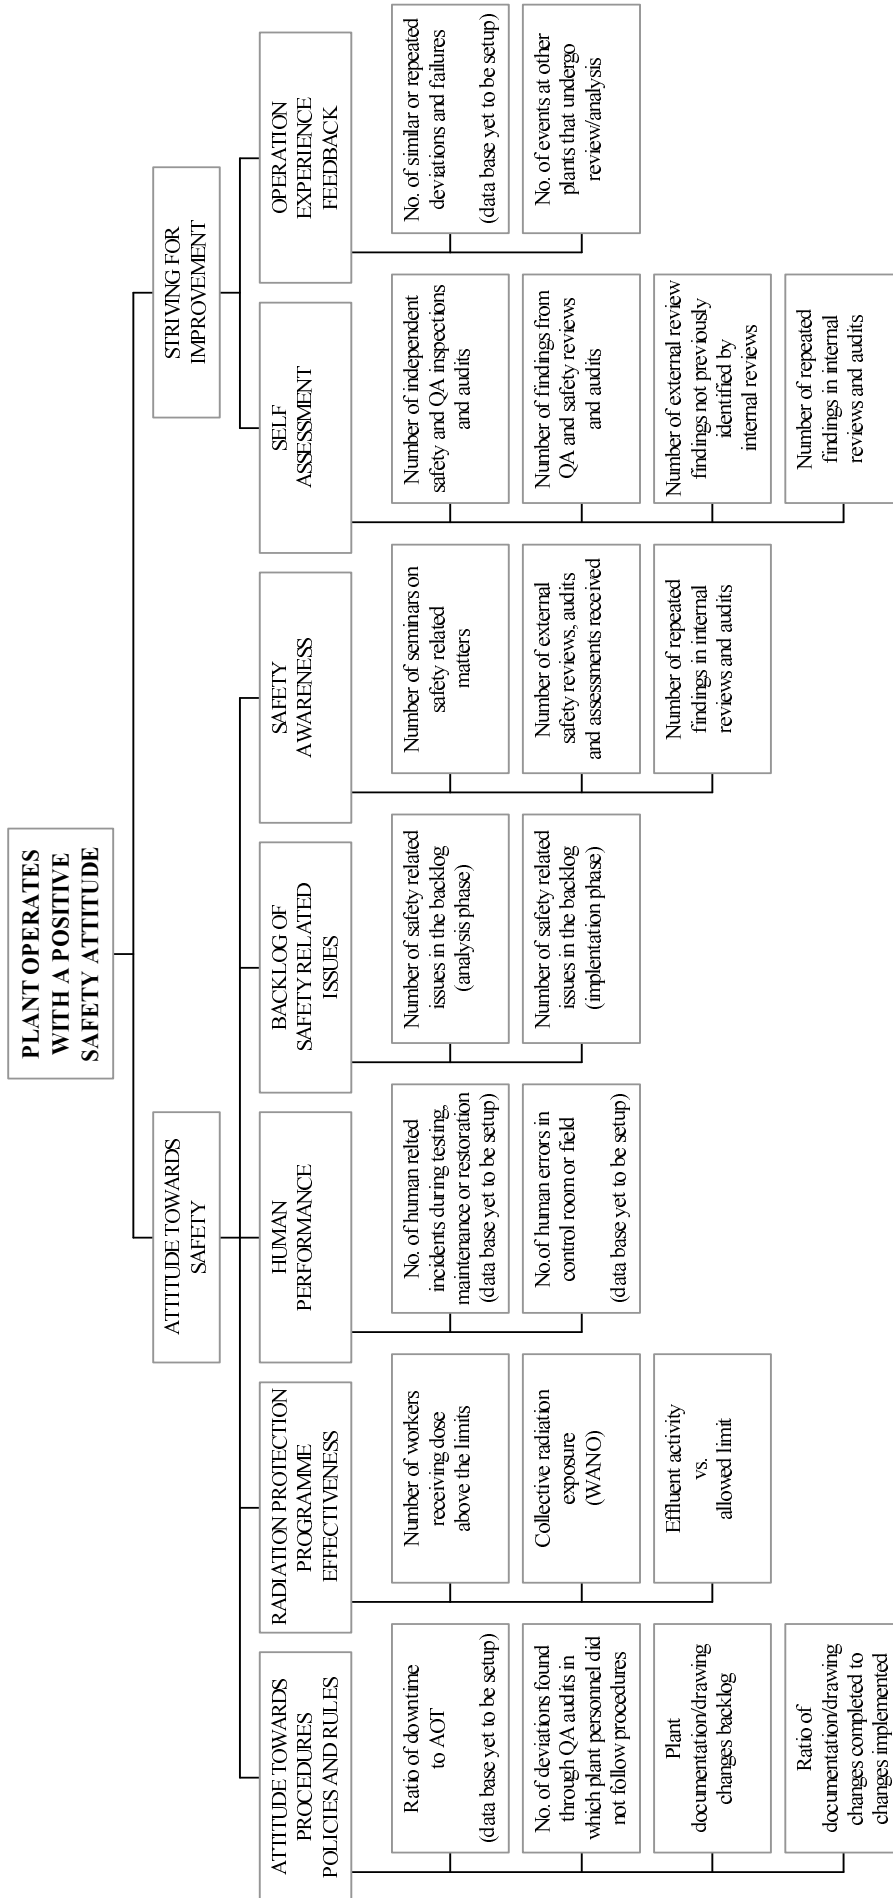 PLANT OPERATES
WITH A POSITIVE
SAFETY ATTITUDE
ATTITUDE TOWARDS
SAFETY
STRIVING FOR
IMPROVEMENT
ATTITUDE TOWARDS
PROCEDURES
POLICIES AND RULES
RADIATION PROTECTION
PROGRAMME
EFFECTIVENESS
HUMAN
PERFORMANCE
BACKLOG OF
SAFETY RELATED
ISSUES
SAFETY
AWARENESS
SELF
ASSESSMENT
OPERATION
EXPERIENCE
FEEDBACK
Ratio of downtime
to AOT
(data base yet to be setup)
No. of deviations found
through QA audits in
which plant personnel did
not follow procedures
Plant
documentation/drawing
changes backlog
Ratio of
documentation/drawing
changes completed to
changes implemented
Number of workers
receiving dose
above the limits
Collective radiation
exposure
(WANO)
Effluent activity
vs.
allowed limit
No. of human relted
incidents during testing,
maintenance or restoration
(data base yet to be setup)
No.of human errors in
control room or field
(data base yet to be setup)
Number of safety related
issues in the backlog
(analysis phase)
Number of safety related
issues in the backlog
(implentation phase)
Number of seminars on
safety related
matters
Number of external
safety reviews, audits
and assessments received
Number of repeated
findings in internal
reviews and audits
Number of independent
safety and QA inspections
and audits
Number of findings from
QA and safety reviews
and audits
Number of external review
findings not previously
identified by
internal reviews
Number of repeated
findings in internal
reviews and audits
No. of similar or repeated
deviations and failures
(data base yet to be setup)
No. of events at other
plants that undergo
review/analysis